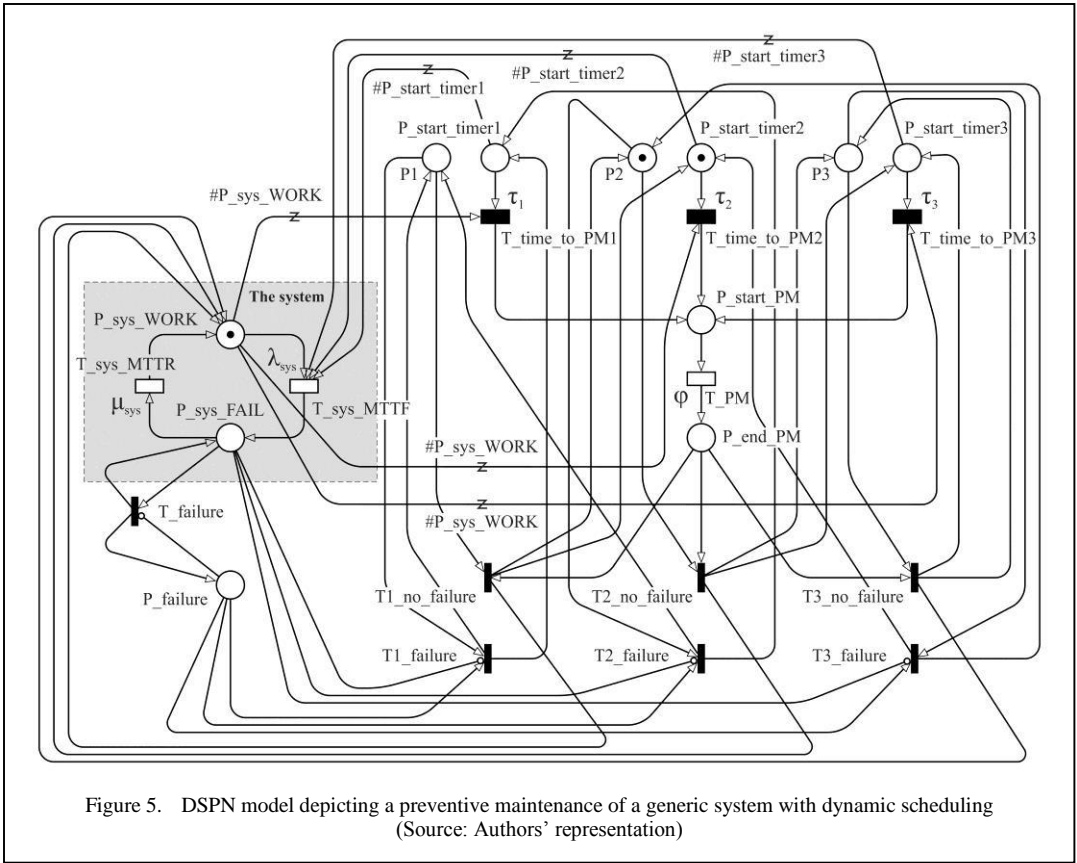 #P_start_timer3
#P_start_timer2
#P_start_timer1
P_start_timer1
P_start_timer2
P_start_timer3
P1
P2
P3
#P_sys_WORK
τ1
τ2
τ3
T_time_to_PM1
T_time_to_PM2
T_time_to_PM3
The system
P_start_PM
P_sys_WORK
λsys
T_sys_MTTR
μsys
P_sys_FAIL
T_sys_MTTF
φ
T_PM
P_end_PM
#P_sys_WORK
T_failure
#P_sys_WORK
P_failure
T1_no_failure
T2_no_failure
T3_no_failure
T1_failure
T2_failure
T3_failure
Figure 5. DSPN model depicting a preventive maintenance of a generic system with dynamic scheduling
(Source: Authors' representation)